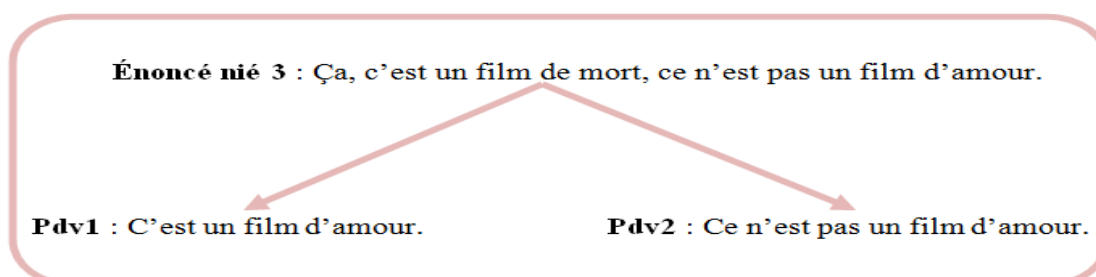 Énoncé nié 3 : Ça, c’est un film de mort, ce n’est pas un film d’amour.
Pdv1 : C’est un film d’amour.
Pdv2 : Ce n’est pas un film d’amour.